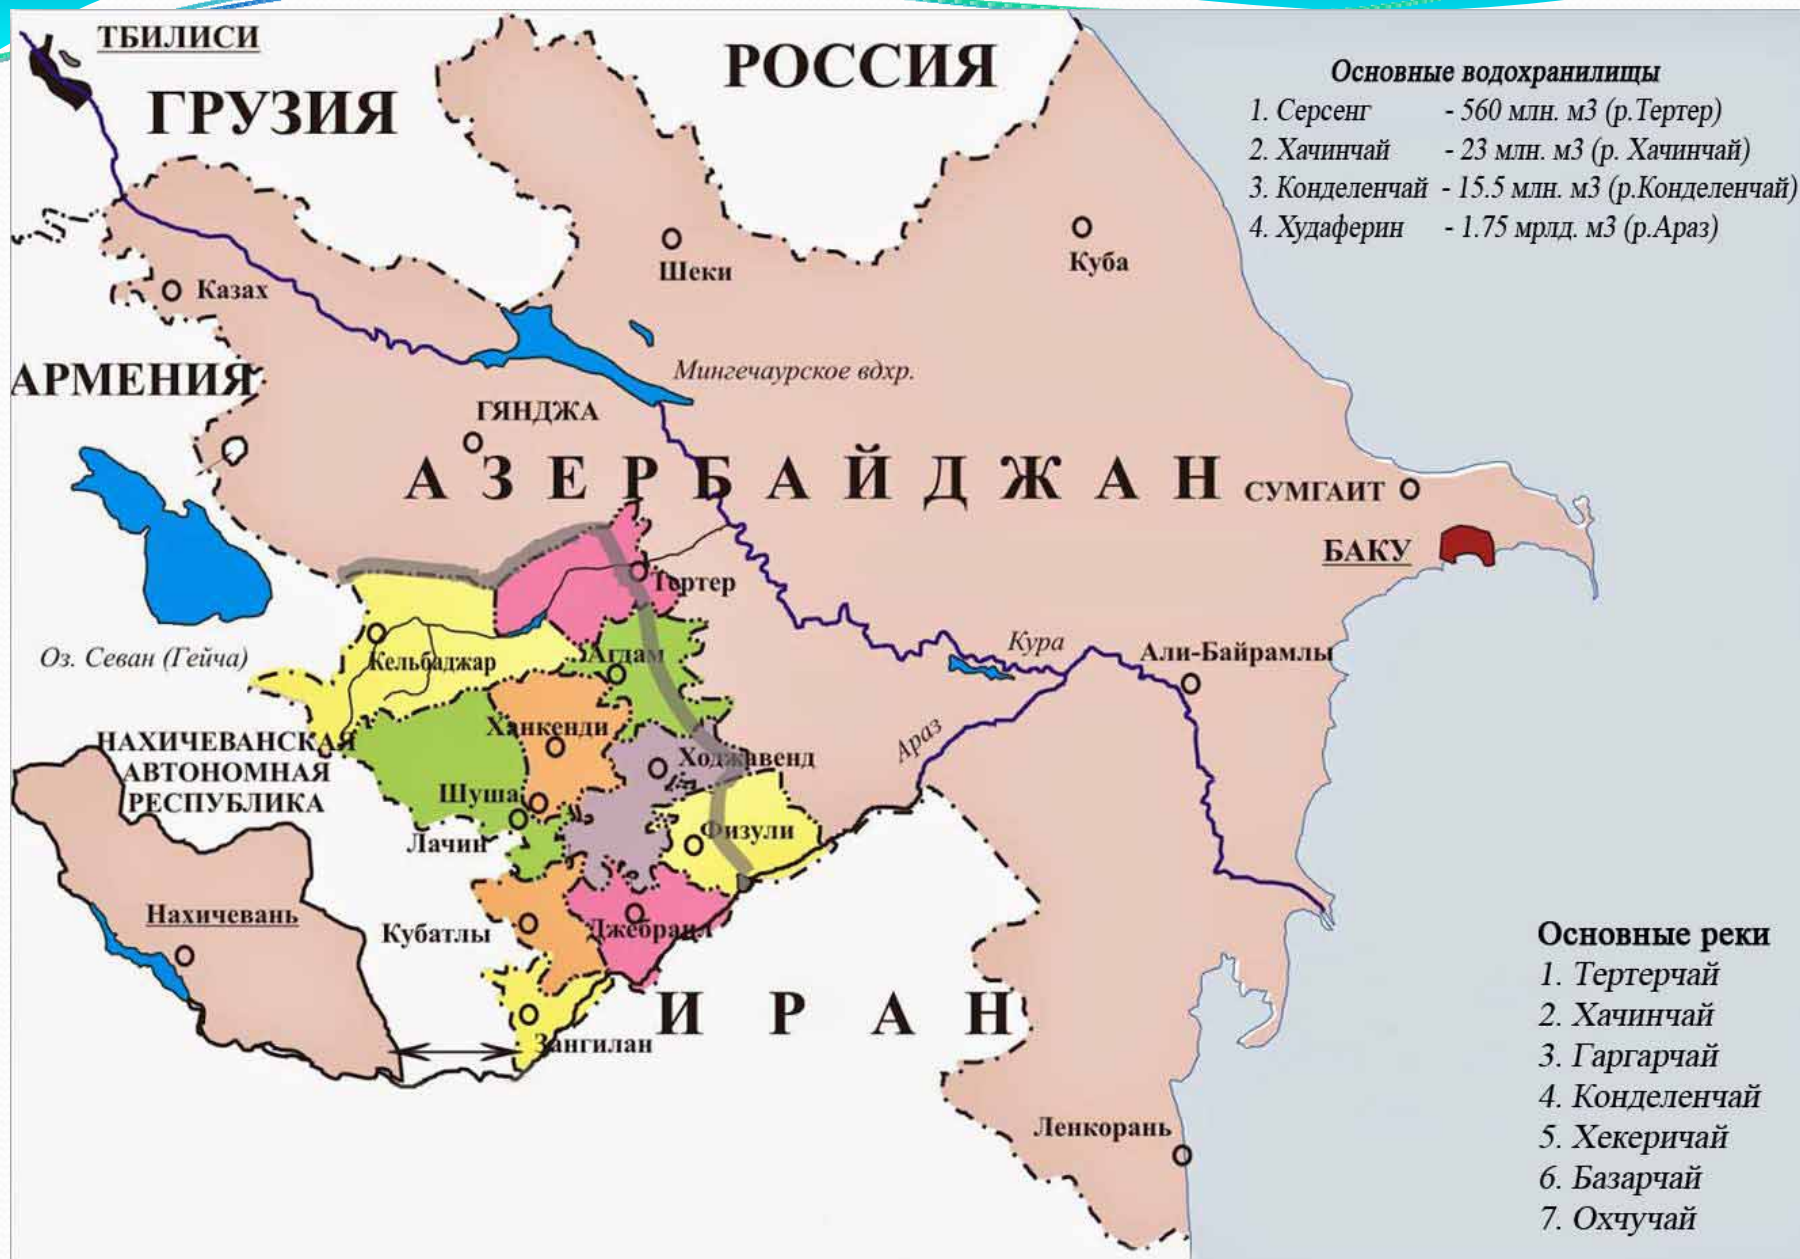 ТБИЛИСИ
ГРУЗИЯ
РОССИЯ
Основные водохранилищы
1. Серсенг - 560 млн. м3 (р.Тертер)
2. Хачинчай - 23 млн. м3 (р. Хачинчай)
3. Конделенчай - 15.5 млн. м3 (р.Конделенчай)
4. Худаферин - 1.75 мрлд. м3 (р.Араз)
Шеки
Куба
Казах
АРМЕНИЯ
Мингечаурское вдхр.
ГЯНДЖА
АЗЕРБАЙДЖАН
СУМГАИТ
БАКУ
Тертер
Оз. Севан (Гейча)
Кельбаджар
Агдам
Кура
Али-Байрамлы
Ханкенди
Араз
НАХИЧЕВАНСКАЯ
АВТОНОМНАЯ
РЕСПУБЛИКА
Ходжавенд
Шуша
Лачин
Физули
Нахичевань
Кубатлы
Джебраил
ИРАН
Зангилан
Ленкорань
Основные реки
1. Тертерчай
2. Хачинчай
3. Гаргарчай
4. Конделенчай
5. Хекеричай
6. Базарчай
7. Охчучай